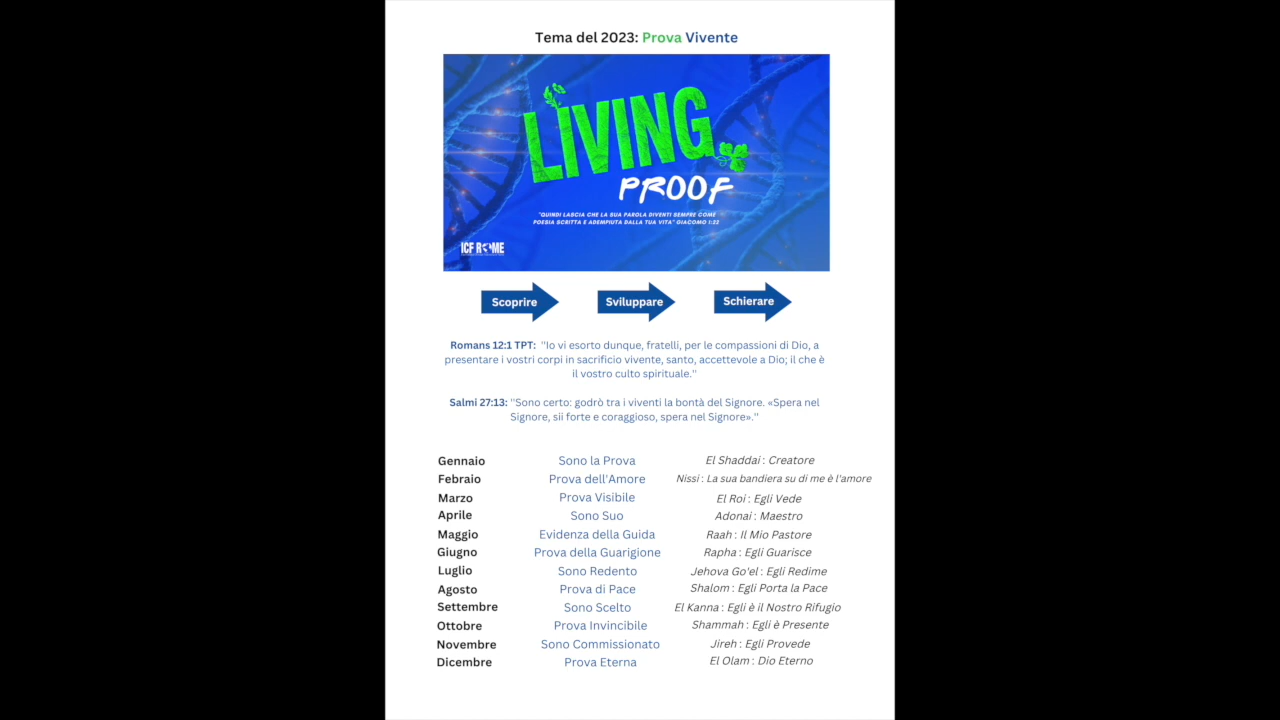 Tema del 2023: Prova Vivente
LIVING
PROOF
"QUINDI LASCIA CHE LA SUA PAROLA DIVENTI SEMPRE COME
POESIA SCRITTA E ADEMPIUTA DALLA TUA VITA" GIACOMO 1:22
ICF ROME
Scoprire Sviluppare Schierare
Romans 12:1 TPT: "Io vi esorto dunque, fratelli, per le compassioni di Dio, a
presentare i vostri corpi in sacrificio vivente, santo, accettevole a Dio; il che è
il vostro culto spirituale."
Salmi 27:13: "Sono certo: godrò tra i viventi la bontà del Signore. «Spera nel
Signore, sii forte e coraggioso, spera nel Signore»."
Gennaio Sono la Prova El Shaddai : Creatore
Febraio Prova dell'Amore Nissi : La sua bandiera su di me è l'amore
Marzo Prova Visibile El Roi : Egli Vede
Aprile Sono Suo Adonai : Maestro
Maggio Evidenza della Guida Raah : Il Mio Pastore
Giugno Prova della Guarigione Rapha : Egli Guarisce
Luglio Sono Redento Jehova Go'el : Egli Redime
Agosto Prova di Pace Shalom : Egli Porta la Pace
Settembre Sono Scelto El Kanna : Egli è il Nostro Rifugio
Ottobre Prova Invincibile Shammah : Egli è Presente
Novembre Sono Commissionato Jireh : Egli Provede
Dicembre Prova Eterna El Olam : Dio Eterno